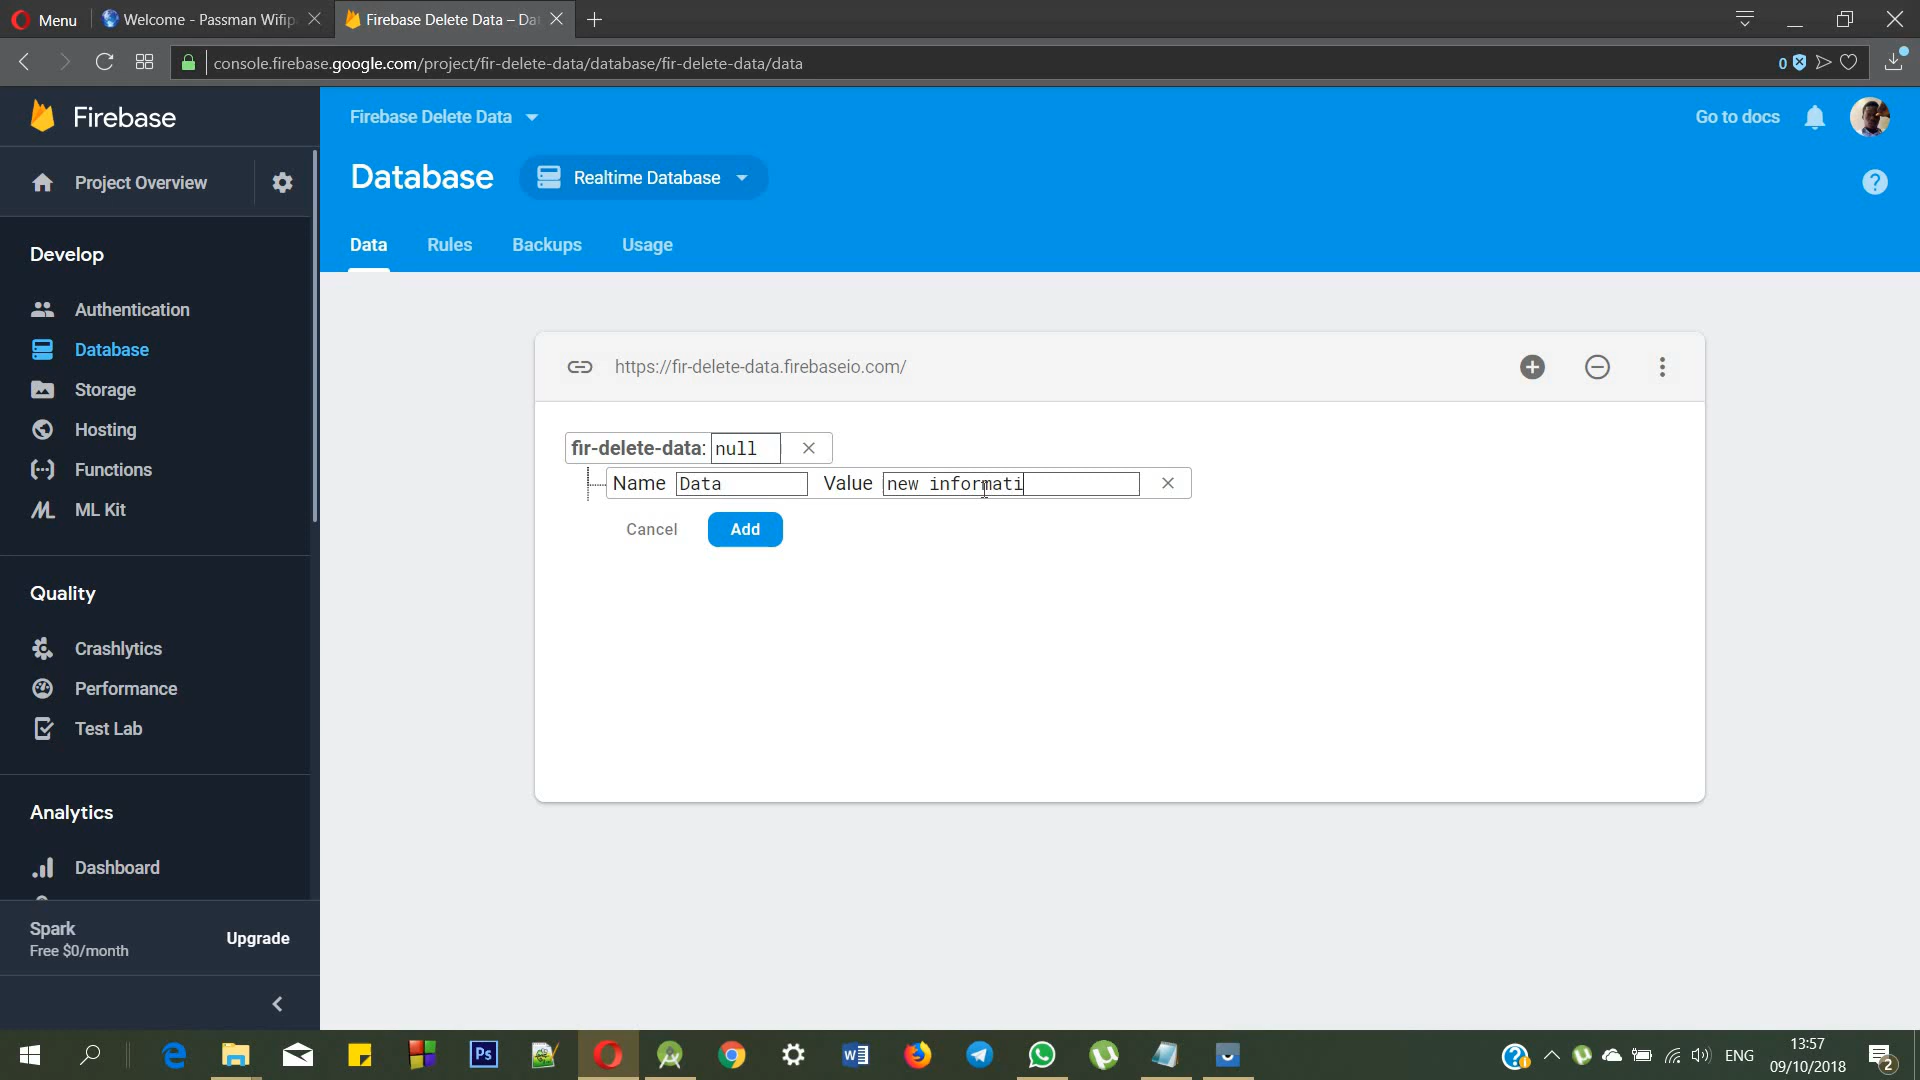 Menu
Welcome - Passman Wifip
Firebase Delete Data – Da
console.firebase.google.com/project/fir-delete-data/database/fir-delete-data/data
0
Firebase
Firebase Delete Data
Go to docs
Project Overview
Database
Realtime Database
?
Data
Rules
Backups
Usage
Develop
Authentication
Database
Storage
Hosting
Functions
ML Kit
https://fir-delete-data.firebaseio.com/
fir-delete-data: null
Name Data Value new informati
Cancel
Add
Quality
Crashlytics
Performance
Test Lab
Analytics
Dashboard
Spark
Free $0/month
Upgrade
Ps
ENG
13:57
09/10/2018
2